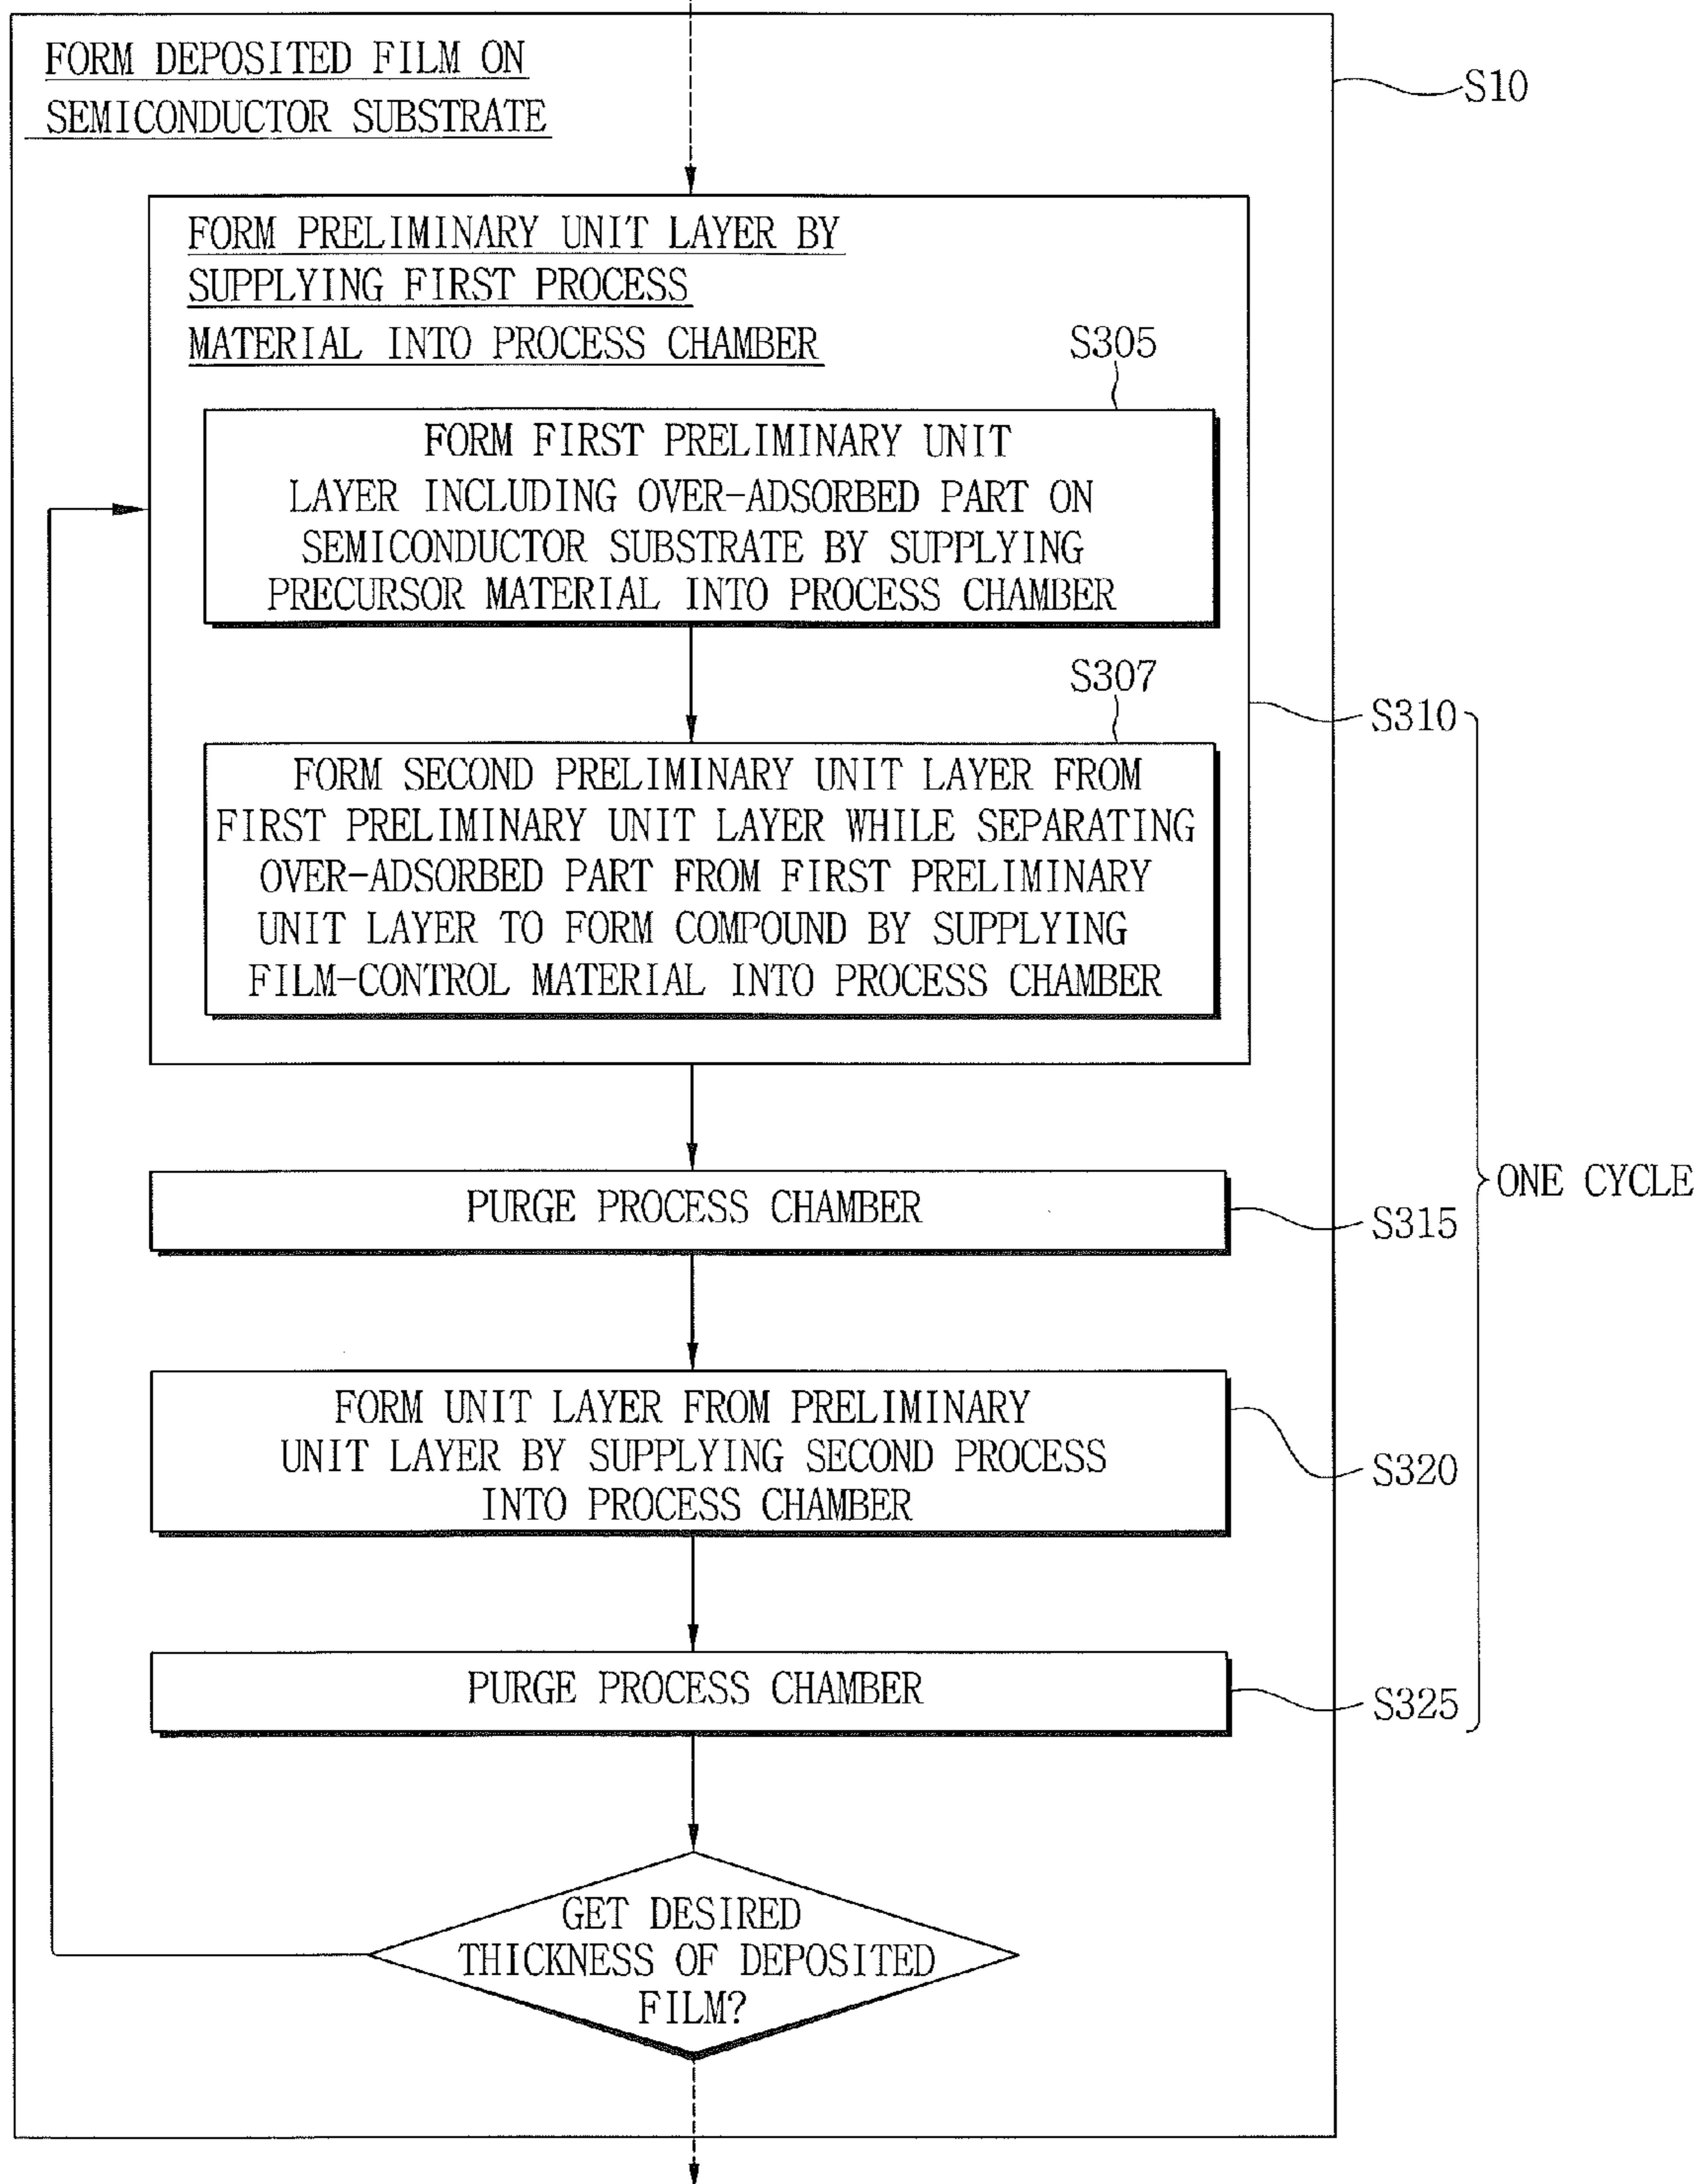 FORM DEPOSITED FILM ON
SEMICONDUCTOR SUBSTRATE
S10
FORM PRELIMINARY UNIT LAYER BY
SUPPLYING FIRST PROCESS
MATERIAL INTO PROCESS CHAMBER
S305
FORM FIRST PRELIMINARY UNIT
LAYER INCLUDING OVER-ADSORBED PART ON
SEMICONDUCTOR SUBSTRATE BY SUPPLYING
PRECURSOR MATERIAL INTO PROCESS CHAMBER
S307
S310
FORM SECOND PRELIMINARY UNIT LAYER FROM
FIRST PRELIMINARY UNIT LAYER WHILE SEPARATING
OVER-ADSORBED PART FROM FIRST PRELIMINARY
UNIT LAYER TO FORM COMPOUND BY SUPPLYING
FILM-CONTROL MATERIAL INTO PROCESS CHAMBER
ONE CYCLE
PURGE PROCESS CHAMBER
S315
FORM UNIT LAYER FROM PRELIMINARY
UNIT LAYER BY SUPPLYING SECOND PROCESS
INTO PROCESS CHAMBER
S320
PURGE PROCESS CHAMBER
S325
GET DESIRED
THICKNESS OF DEPOSITED
FILM?